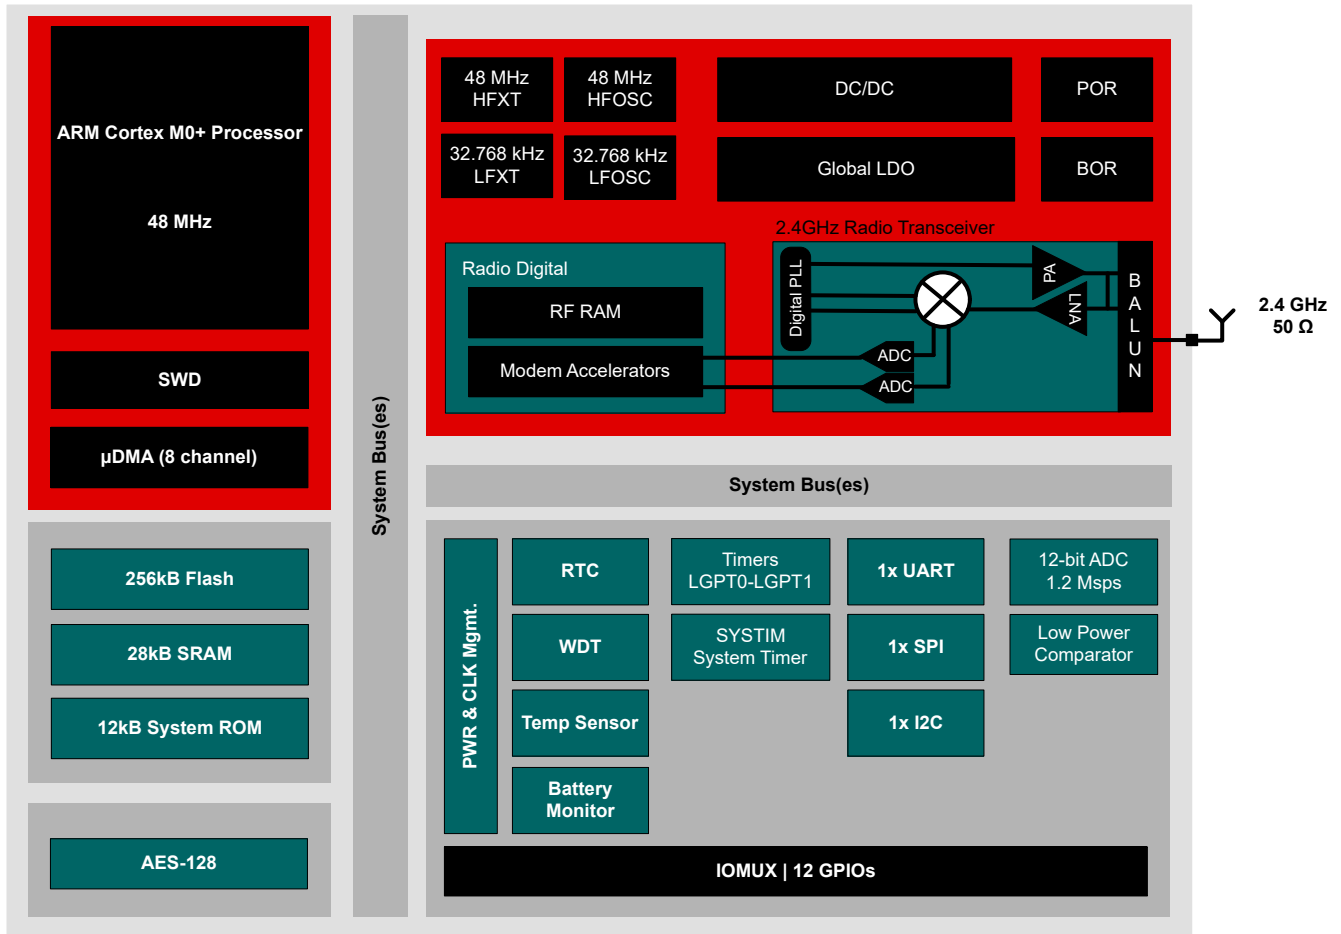 ARM Cortex M0+ Processor
48 MHz
SWD
µDMA (8 channel)
256kB Flash
28kB SRAM
12kB System ROM
AES-128
System Bus(es)
48 MHz
HFXT
48 MHz
HFOSC
DC/DC
POR
32.768 kHz
LFXT
32.768 kHz
LFOSC
Global LDO
BOR
2.4GHz Radio Transceiver
Radio Digital
RF RAM
Modem Accelerators
Digital PLL
PA
LNA
ADC
ADC
BALUN
2.4 GHz
50 Ω
System Bus(es)
PWR & CLK Mgmt.
RTC
WDT
Temp Sensor
Battery
Monitor
Timers
LGPT0-LGPT1
SYSTIM
System Timer
1x UART
1x SPI
1x I2C
12-bit ADC
1.2 Msps
Low Power
Comparator
IOMUX | 12 GPIOs